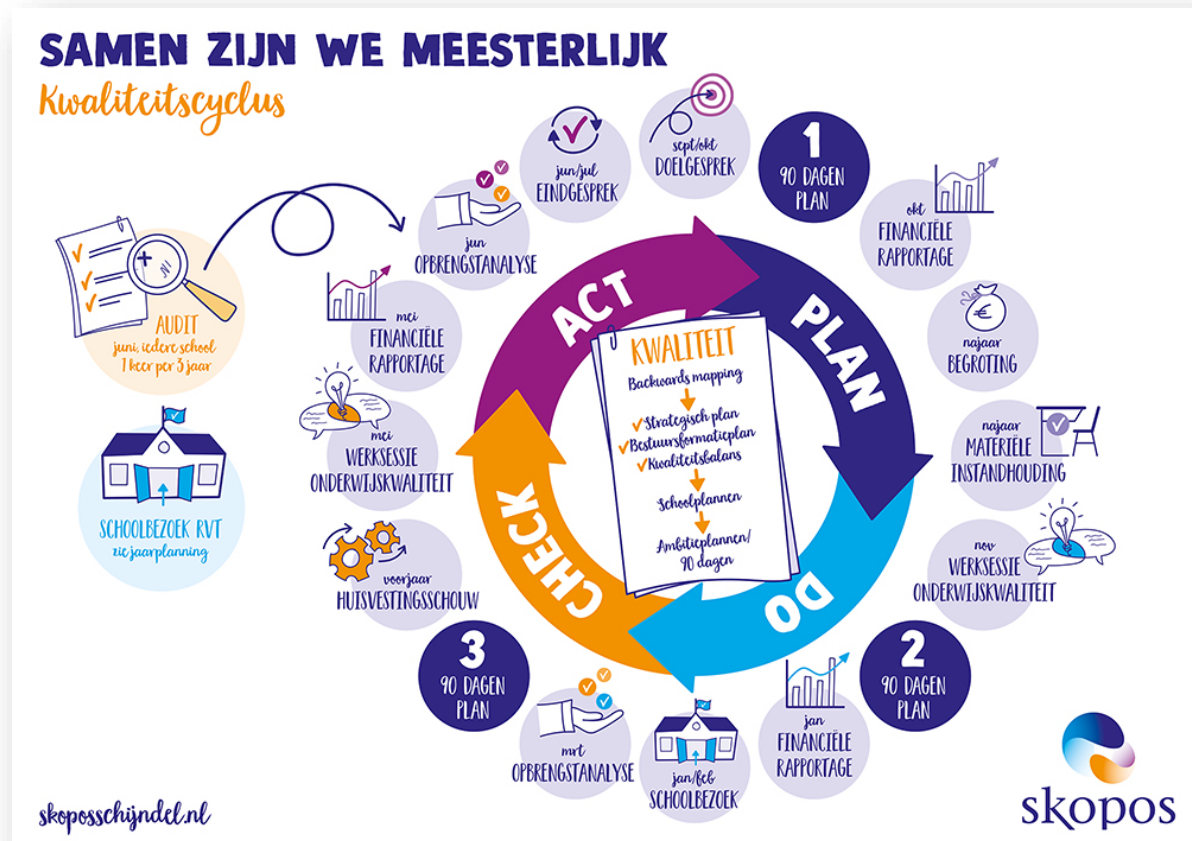 SAMEN ZIJN WE MEESTERLIJK
Kwaliteitscyclus
sept/okt
DOELGESPREK
1
90 DAGEN
PLAN
okt
FINANCIËLE
RAPPORTAGE
najaar
BEGROTING
najaar
MATERIËLE
INSTANDHOUDING
nov
WERKSESSIE
ONDERWIJSKWALITEIT
2
90 DAGEN
PLAN
jan
FINANCIËLE
RAPPORTAGE
jan/feb
SCHOOLBEZOEK
mrt
OPBRENGSTANALYSE
3
90 DAGEN
PLAN
voorjaar
HUISVESTINGSSCHOUW
mei
WERKSESSIE
ONDERWIJSKWALITEIT
mei
FINANCIËLE
RAPPORTAGE
jun
OPBRENGSTANALYSE
jun/jul
EINDGESPREK
AUDIT
juni, iedere school
1 keer per 3 jaar
SCHOOLBEZOEK RVT
zie jaarplanning
ACT
PLAN
DO
CHECK
KWALITEIT
Backwards mapping
✓Strategisch plan
✓Bestuursformatieplan
✓Kwaliteitsbalans
Schoolplannen
Ambitieplannen/
90 dagen
€
skoposschijndel.nl
skopos